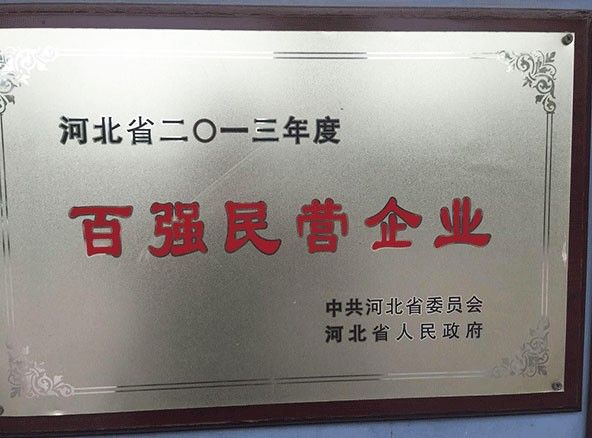 河北省二〇一三年度
百强民营企业
中共河北省委员会
河北省人民政府